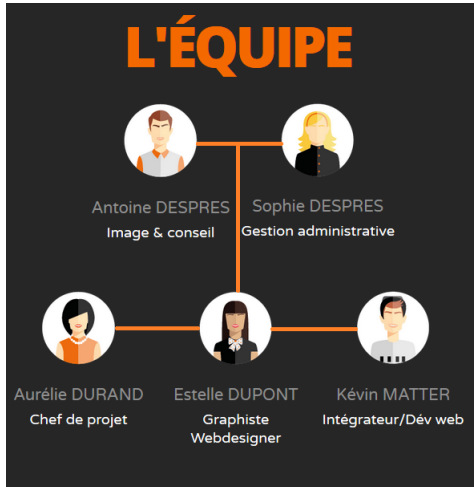 L'ÉQUIPE
Antoine DESPRES
Sophie DESPRES
Image & conseil
Gestion administrative
Aurélie DURAND
Estelle DUPONT
Kévin MATTER
Chef de projet
Graphiste
Webdesigner
Intégrateur/Dév web